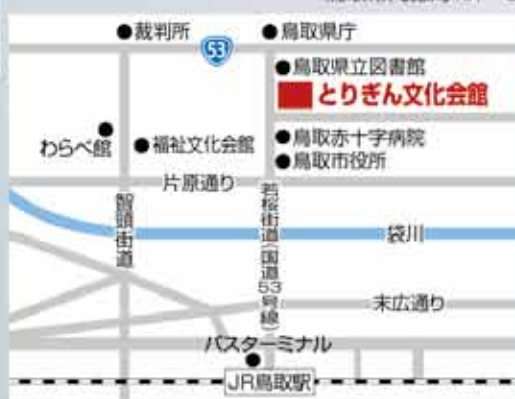 裁判所
鳥取県庁
53
鳥取県立図書館
とりぎん文化会館
わらべ館
福祉文化会館
鳥取赤十字病院
鳥取市役所
片原通り
智頭街道
若桜街道(国道53号線)
袋川
末広通り
バスターミナル
JR鳥取駅